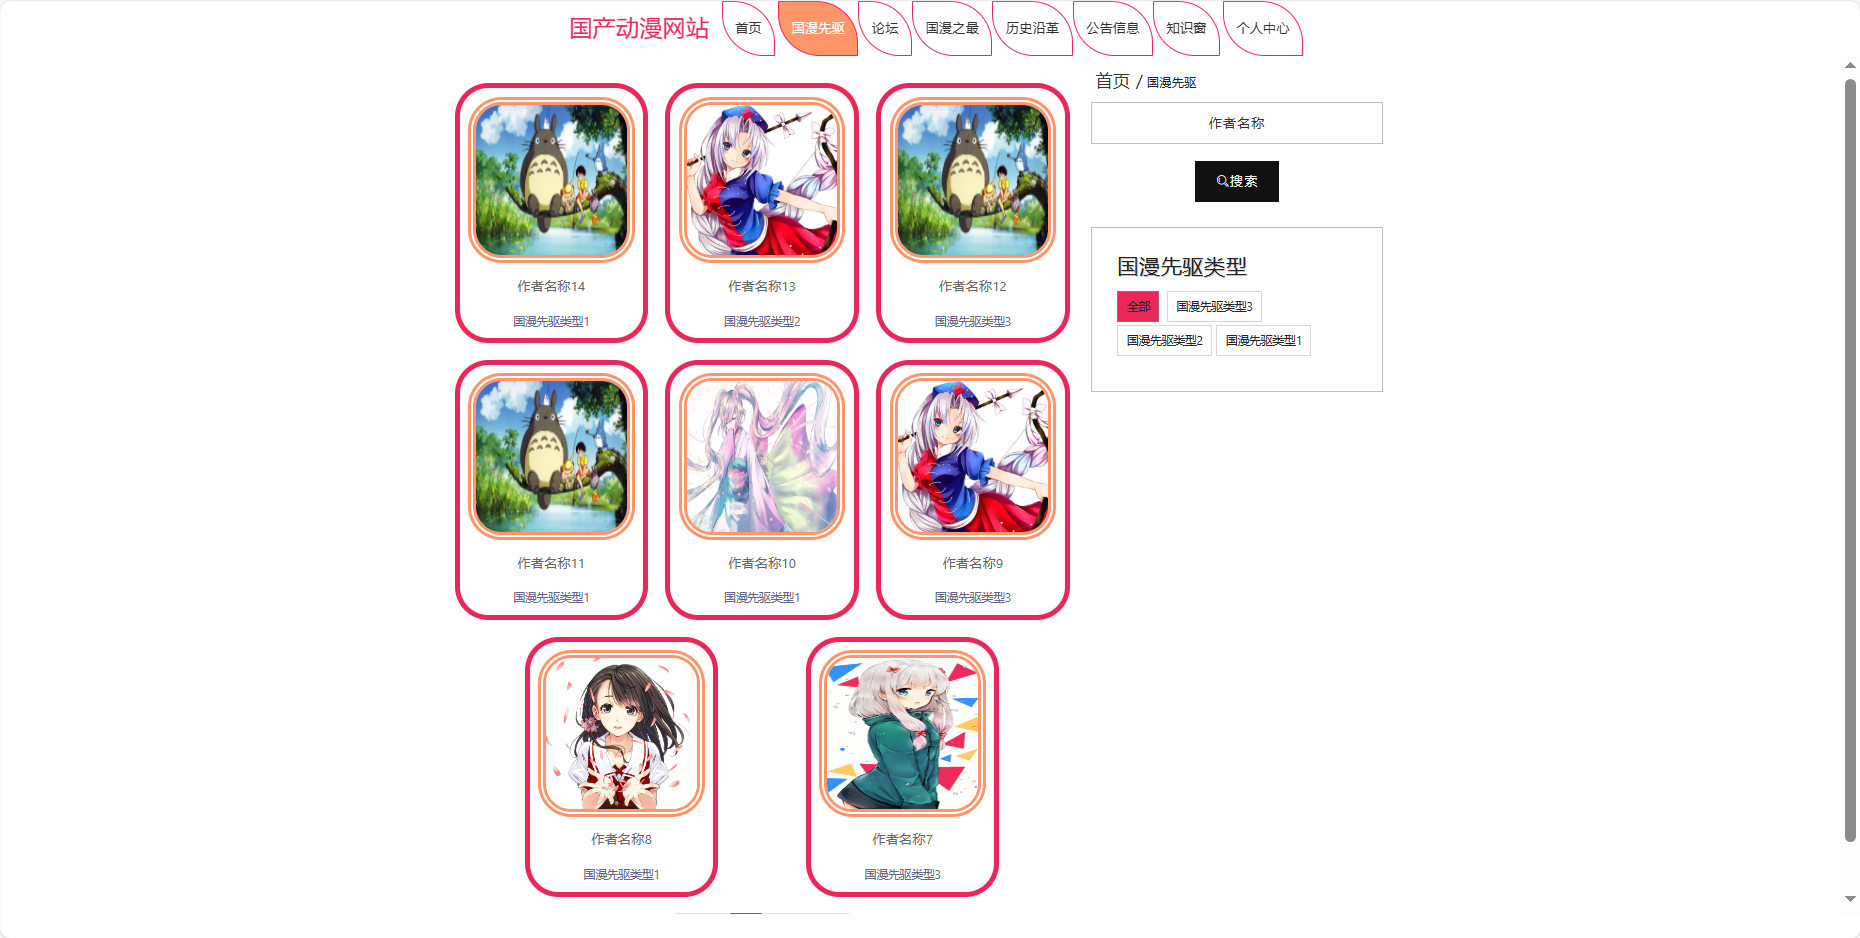 国产动漫网站 首页 国漫先驱 论坛 国漫之最 历史沿革 公告信息 知识窗 个人中心
首页 / 国漫先驱
作者名称
搜索
国漫先驱类型
全部 国漫先驱类型3
国漫先驱类型2 国漫先驱类型1
作者名称14 作者名称13 作者名称12
国漫先驱类型1 国漫先驱类型2 国漫先驱类型3
作者名称11 作者名称10 作者名称9
国漫先驱类型1 国漫先驱类型1 国漫先驱类型3
作者名称8 作者名称7
国漫先驱类型1 国漫先驱类型3